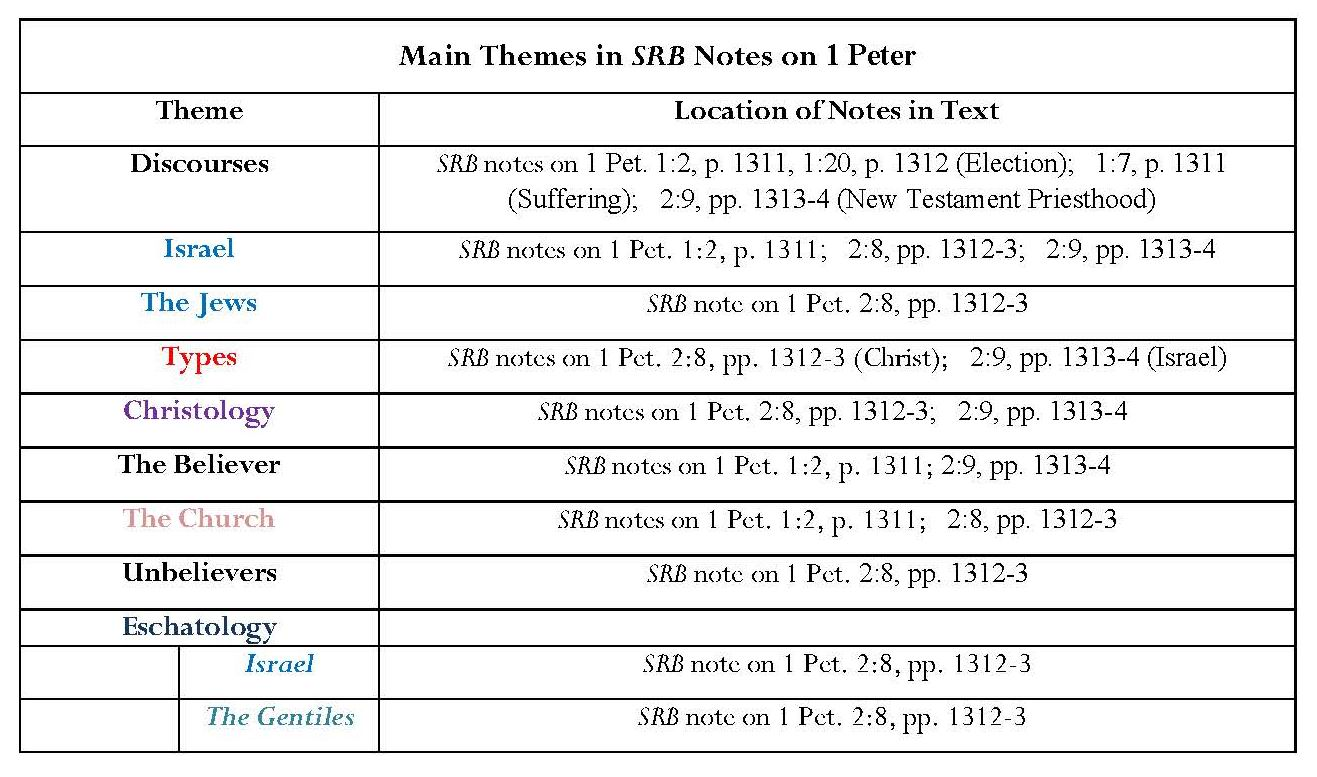 Main Themes in SRB Notes on 1 Peter
Theme
Location of Notes in Text
Discourses
SRB notes on 1 Pet. 1:2, p. 1311, 1:20, p. 1312 (Election);   1:7, p. 1311
(Suffering);   2:9, pp. 1313-4 (New Testament Priesthood)
Israel
SRB notes on 1 Pet. 1:2, p. 1311;   2:8, pp. 1312-3;   2:9, pp. 1313-4
The Jews
SRB note on 1 Pet. 2:8, pp. 1312-3
Types
SRB notes on 1 Pet. 2:8, pp. 1312-3 (Christ);   2:9, pp. 1313-4 (Israel)
Christology
SRB notes on 1 Pet. 2:8, pp. 1312-3;   2:9, pp. 1313-4
The Believer
SRB notes on 1 Pet. 1:2, p. 1311; 2:9, pp. 1313-4
The Church
SRB notes on 1 Pet. 1:2, p. 1311;   2:8, pp. 1312-3
Unbelievers
SRB note on 1 Pet. 2:8, pp. 1312-3
Eschatology
Israel
SRB note on 1 Pet. 2:8, pp. 1312-3
The Gentiles
SRB note on 1 Pet. 2:8, pp. 1312-3